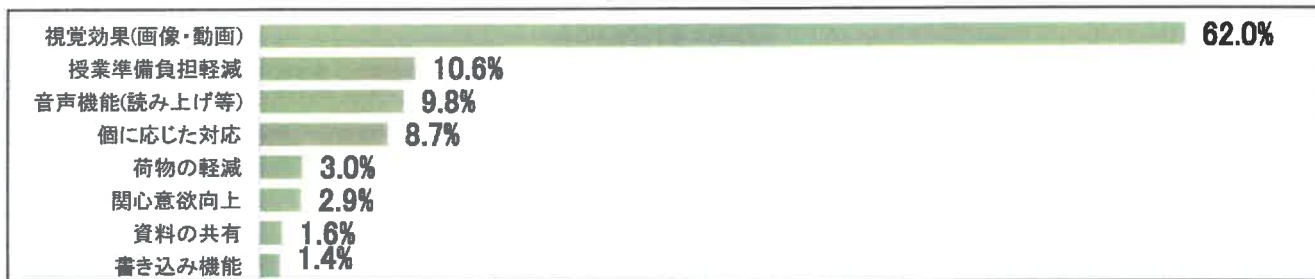 視覚効果(画像・動画) 62.0%
授業準備負担軽減 10.6%
音声機能(読み上げ等) 9.8%
個に応じた対応 8.7%
荷物の軽減 3.0%
関心意欲向上 2.9%
資料の共有 1.6%
書き込み機能 1.4%